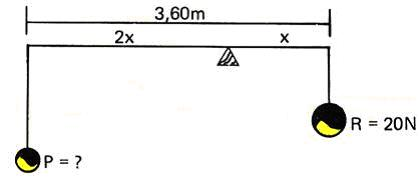 3,60m
2x x
R = 20N
P = ?